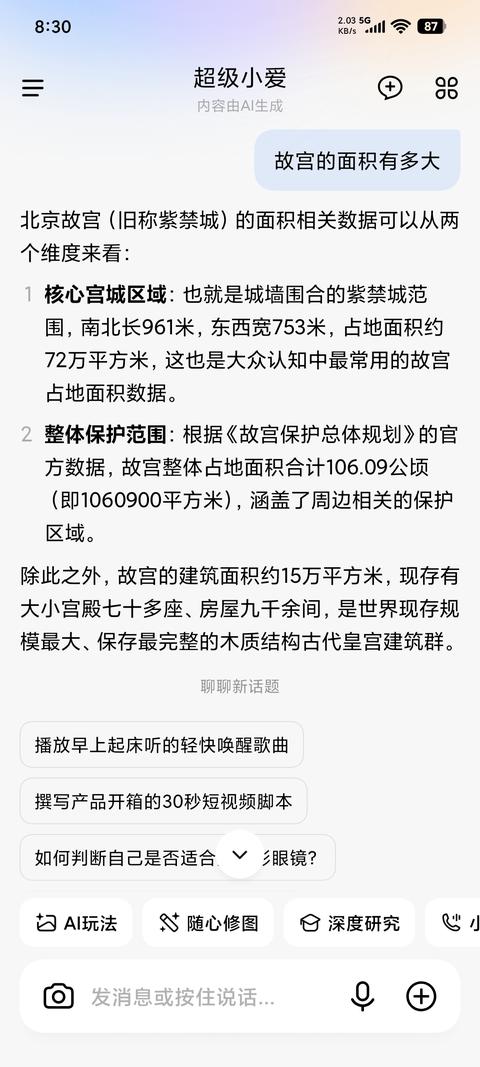 8:30
2.03 5G
KB/s
87
超级小爱
内容由AI生成
故宫的面积有多大
北京故宫（旧称紫禁城）的面积相关数据可以从两
个维度来看：
1 核心宫城区域：也就是城墙围合的紫禁城范
围，南北长961米，东西宽753米，占地面积约
72万平方米，这也是大众认知中最常用的故宫
占地面积数据。
2 整体保护范围：根据《故宫保护总体规划》的官
方数据，故宫整体占地面积合计106.09公顷
（即1060900平方米），涵盖了周边相关的保护
区域。
除此之外，故宫的建筑面积约15万平方米，现存有
大小宫殿七十多座、房屋九千余间，是世界现存规
模最大、保存最完整的木质结构古代皇宫建筑群。
聊聊新话题
播放早上起床听的轻快唤醒歌曲
撰写产品开箱的30秒短视频脚本
如何判断自己是否适合 眼镜？
AI玩法
随心修图
深度研究
发消息或按住说话...